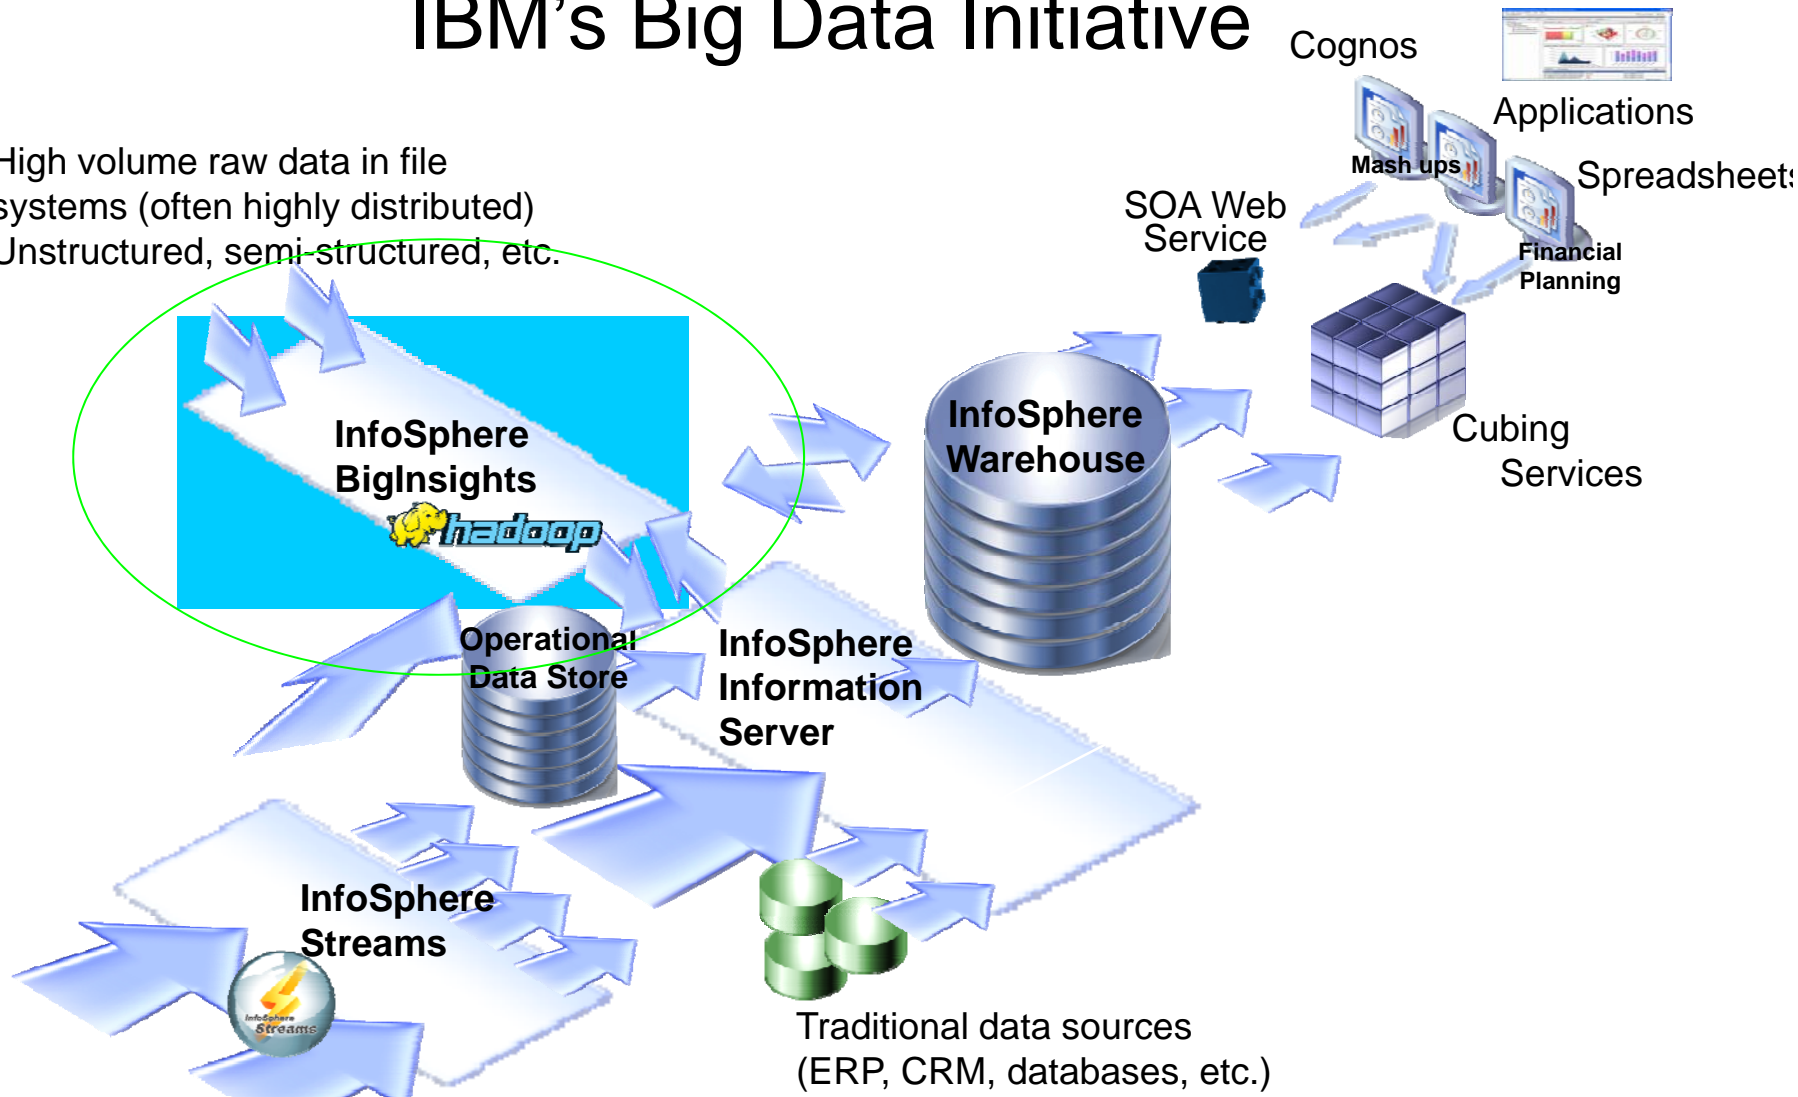 IBM's Big Data Initiative
Cognos
Applications
Mash ups
Spreadsheets
High volume raw data in file
systems (often highly distributed)
Unstructured, semi-structured, etc.
SOA Web
Service
Financial
Planning
InfoSphere
BigInsights
hadoop
InfoSphere
Warehouse
Cubing
Services
Operational
Data Store
InfoSphere
Information
Server
InfoSphere
Streams
InfoSphere
Streams
Traditional data sources
(ERP, CRM, databases, etc.)